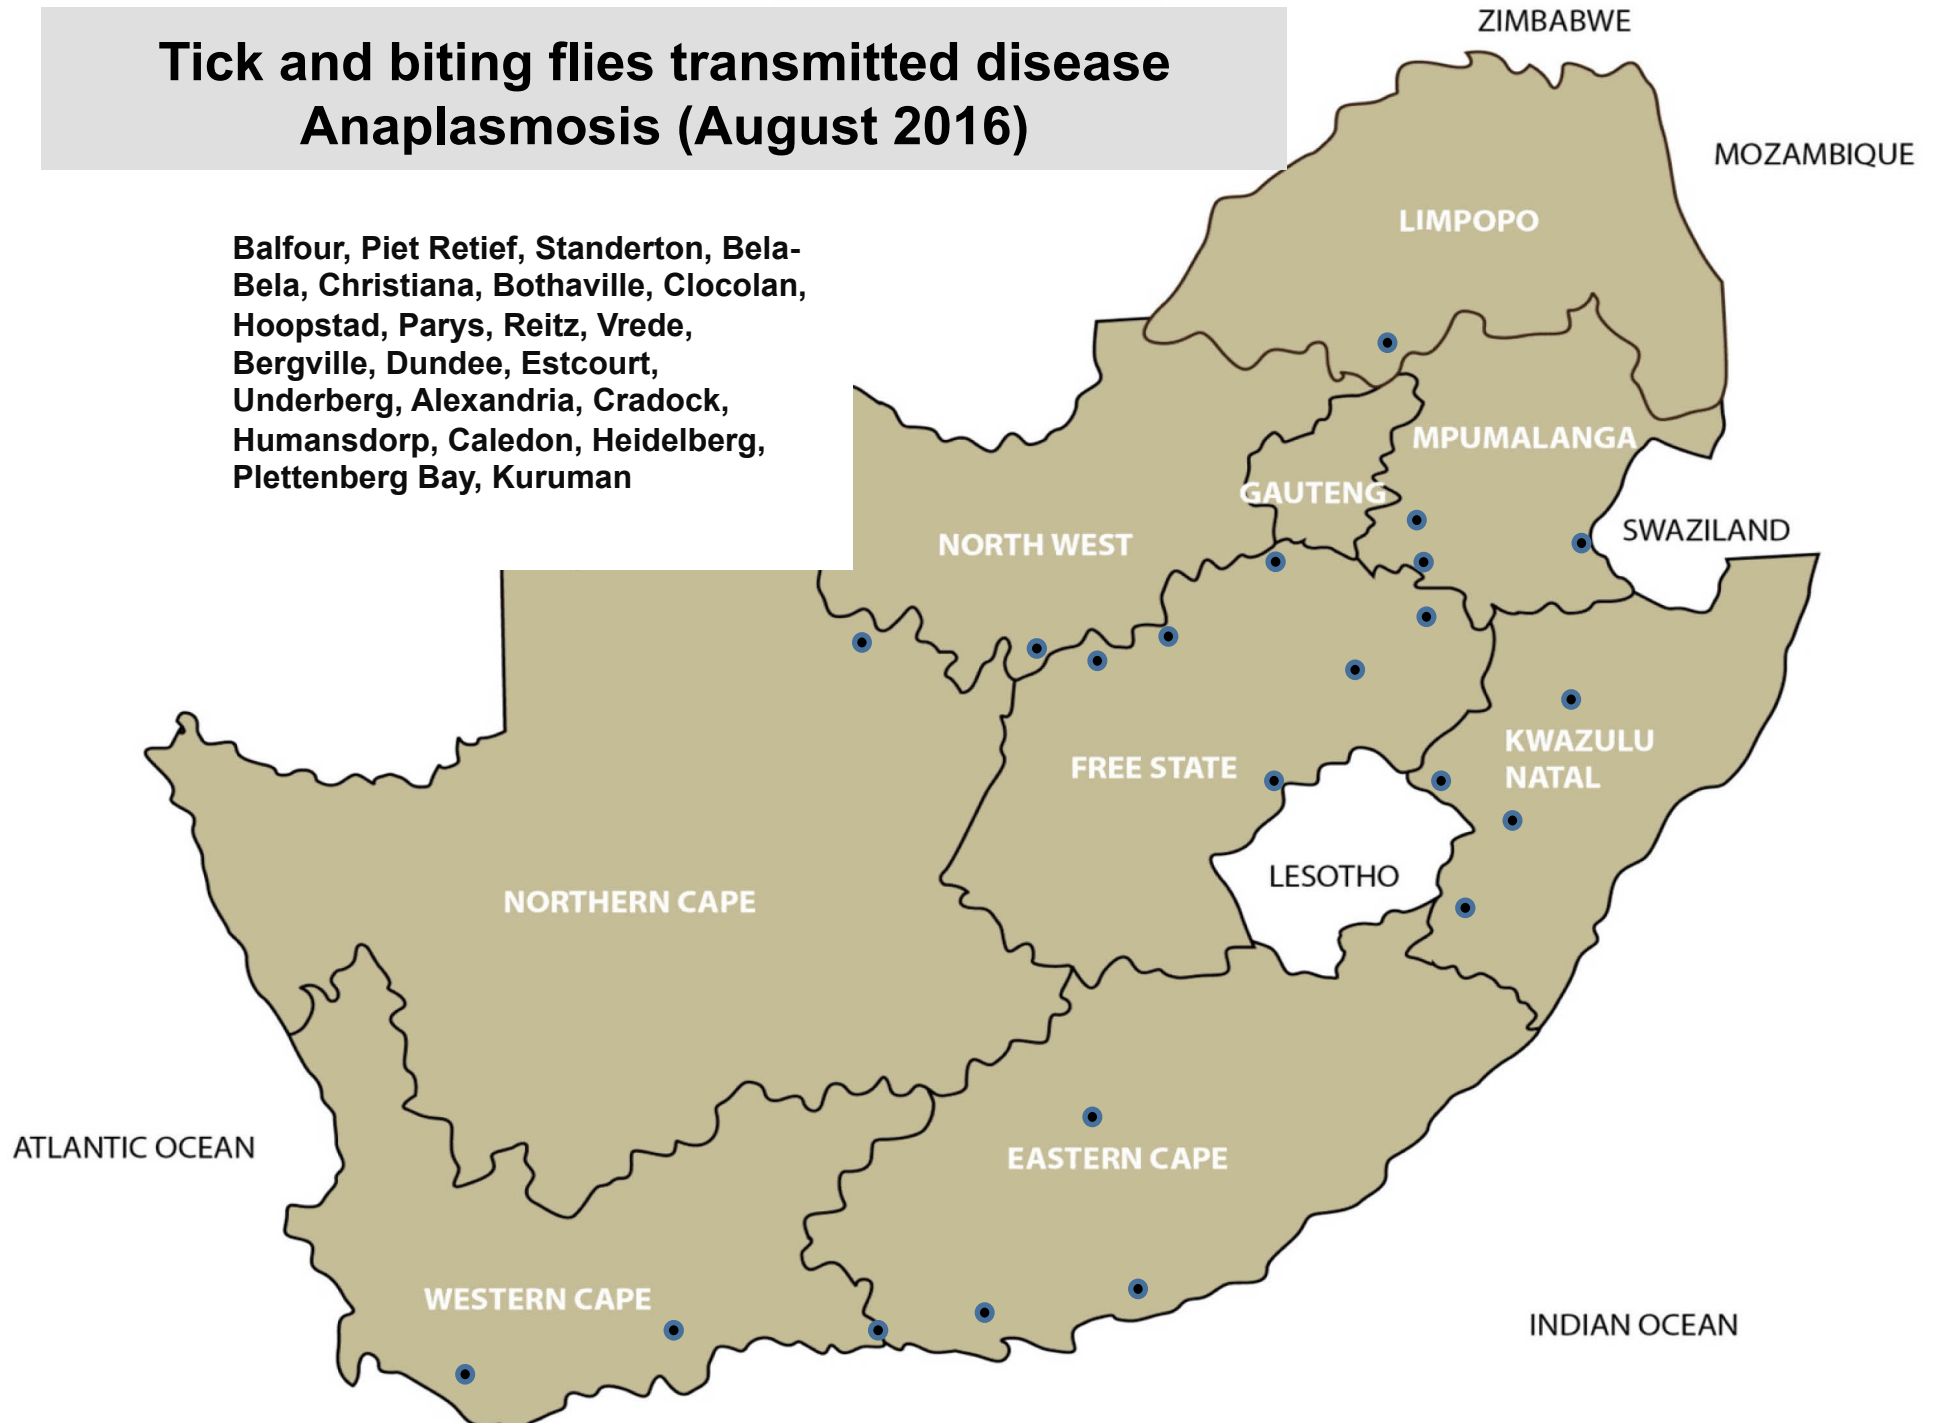 Tick and biting flies transmitted disease
Anaplasmosis (August 2016)
Balfour, Piet Retief, Standerton, Bela-
Bela, Christiana, Bothaville, Clocolan,
Hoopstad, Parys, Reitz, Vrede,
Bergville, Dundee, Estcourt,
Underberg, Alexandria, Cradock,
Humansdorp, Caledon, Heidelberg,
Plettenberg Bay, Kuruman
ZIMBABWE
MOZAMBIQUE
LIMPOPO
MPUMALANGA
GAUTENG
SWAZILAND
NORTH WEST
KWAZULU
NATAL
FREE STATE
LESOTHO
NORTHERN CAPE
ATLANTIC OCEAN
EASTERN CAPE
WESTERN CAPE
INDIAN OCEAN